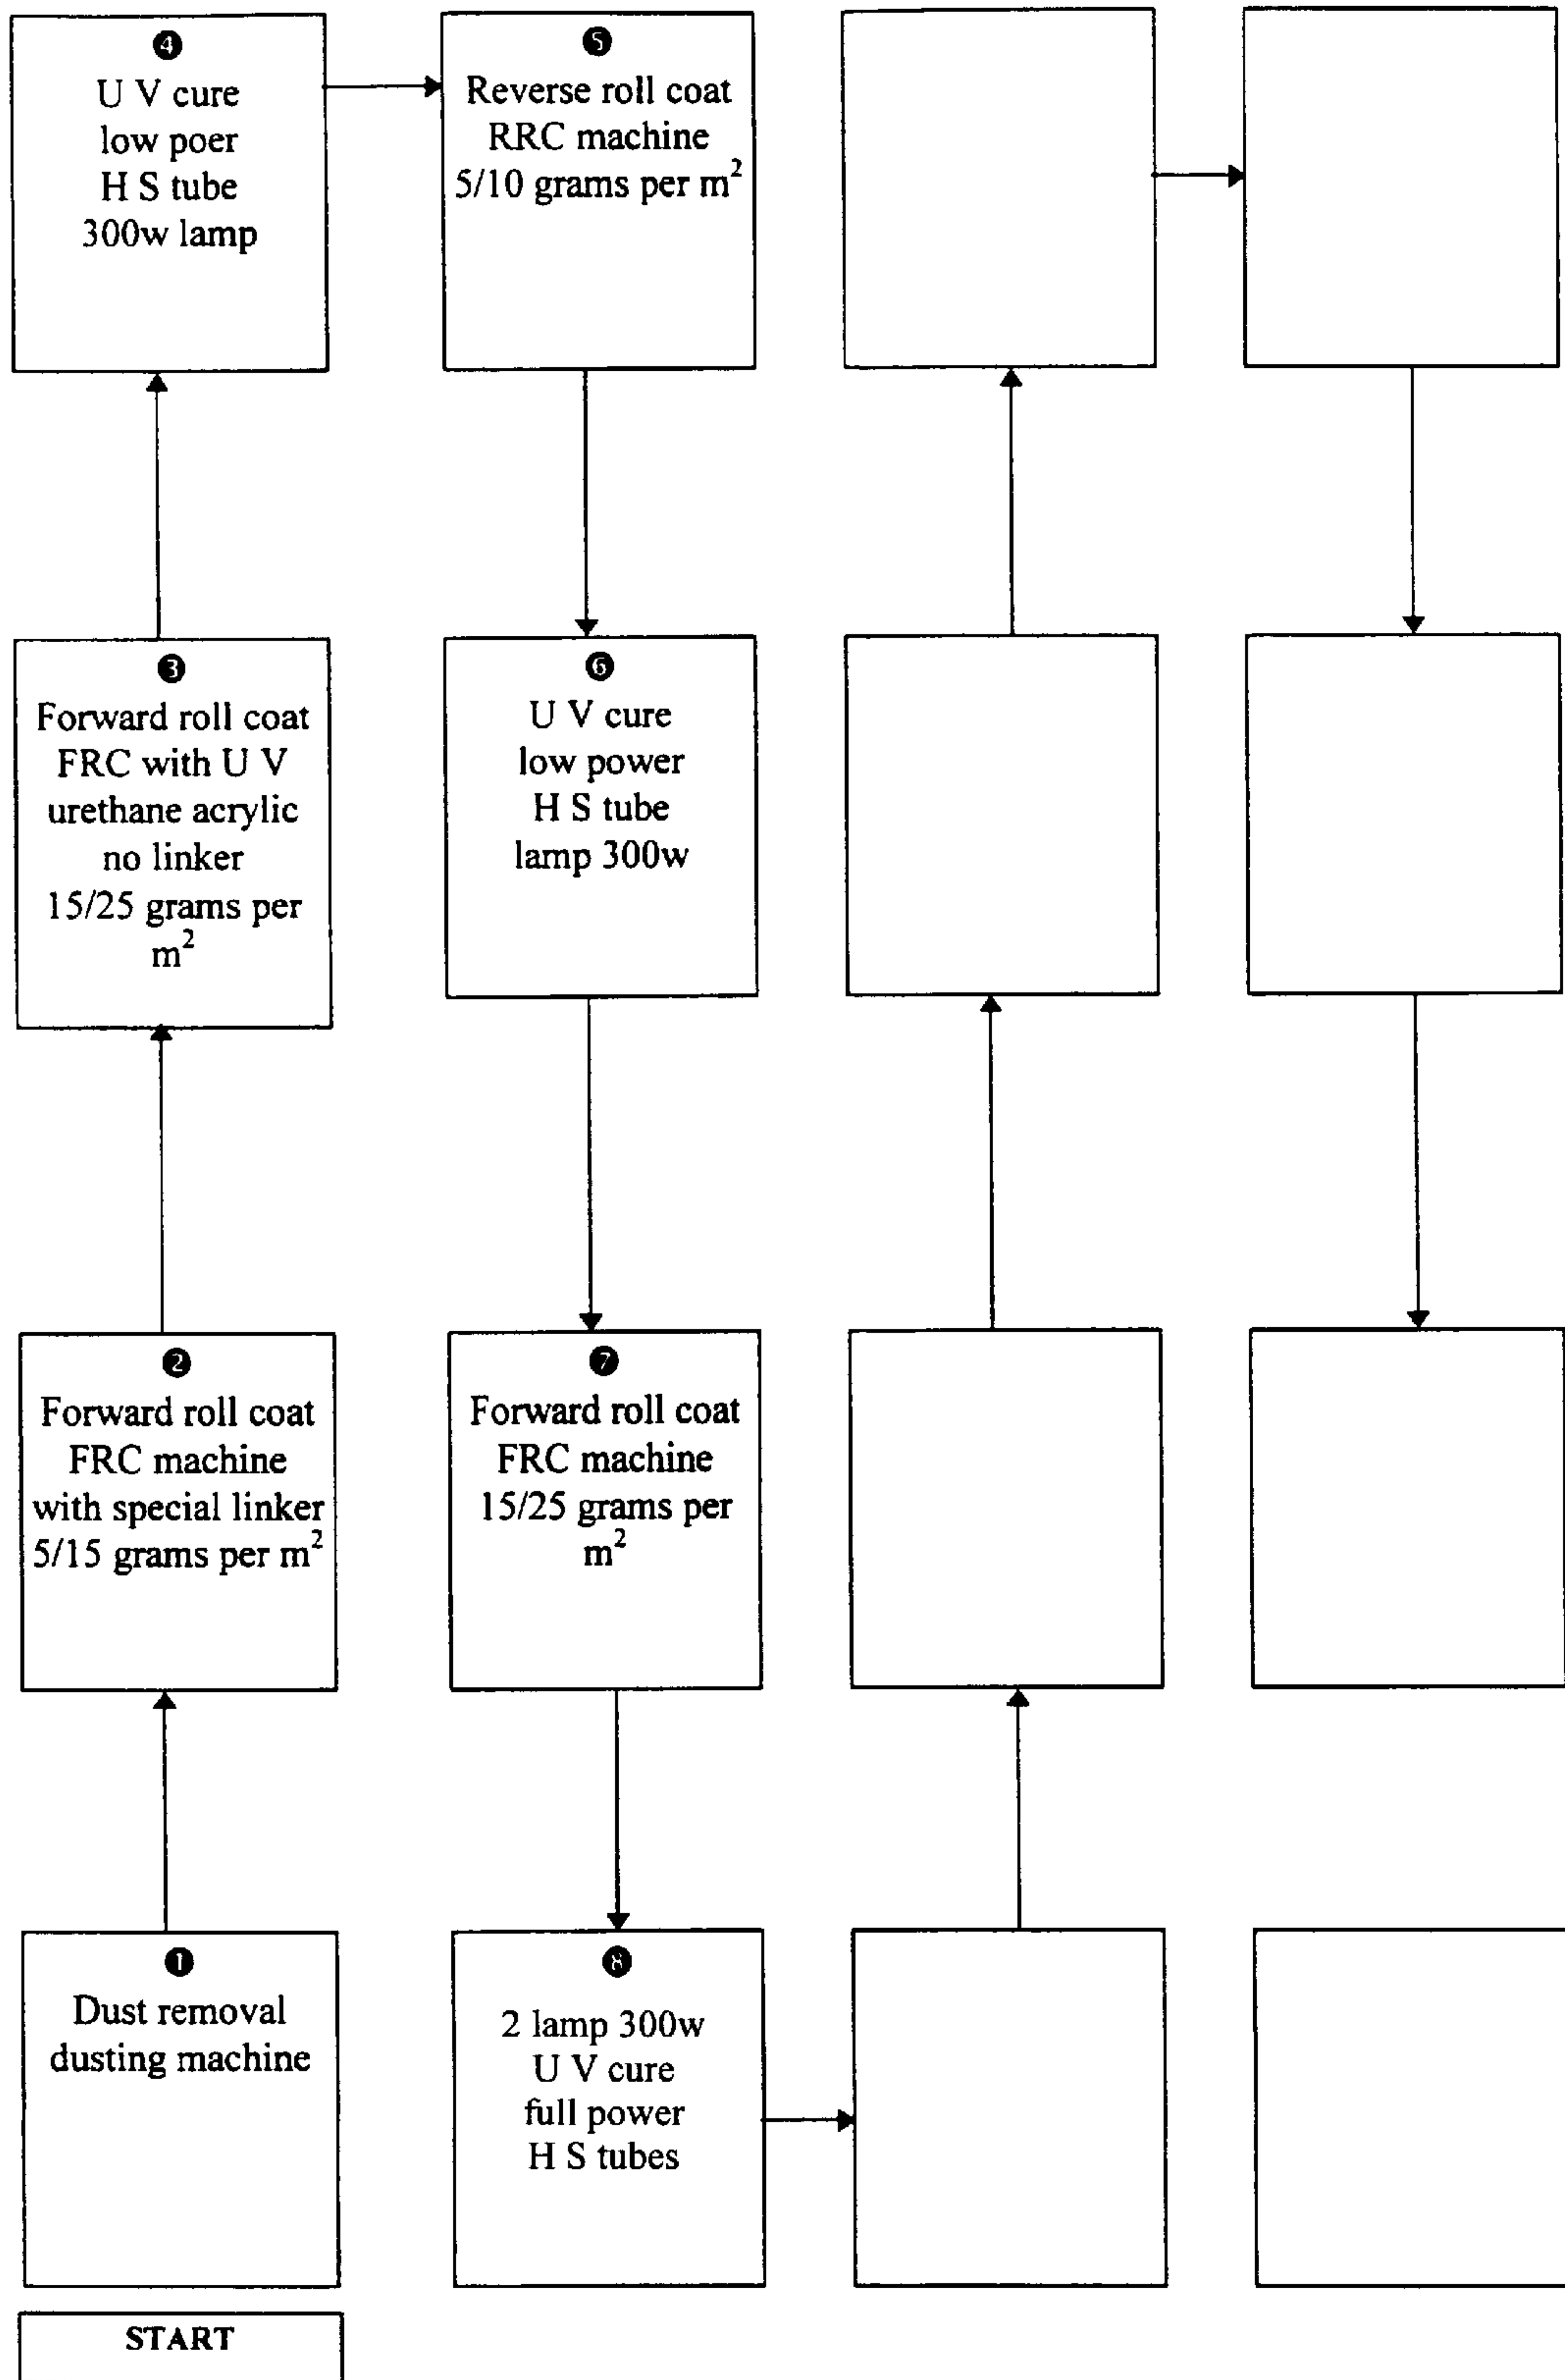 ❹
U V cure
low poer
H S tube
300w lamp
❺
Reverse roll coat
RRC machine
5/10 grams per m²
❸
Forward roll coat
FRC with U V
urethane acrylic
no linker
15/25 grams per
m²
❻
U V cure
low power
H S tube
lamp 300w
❷
Forward roll coat
FRC machine
with special linker
5/15 grams per m²
❼
Forward roll coat
FRC machine
15/25 grams per
m²
❶
Dust removal
dusting machine
❽
2 lamp 300w
U V cure
full power
H S tubes
START